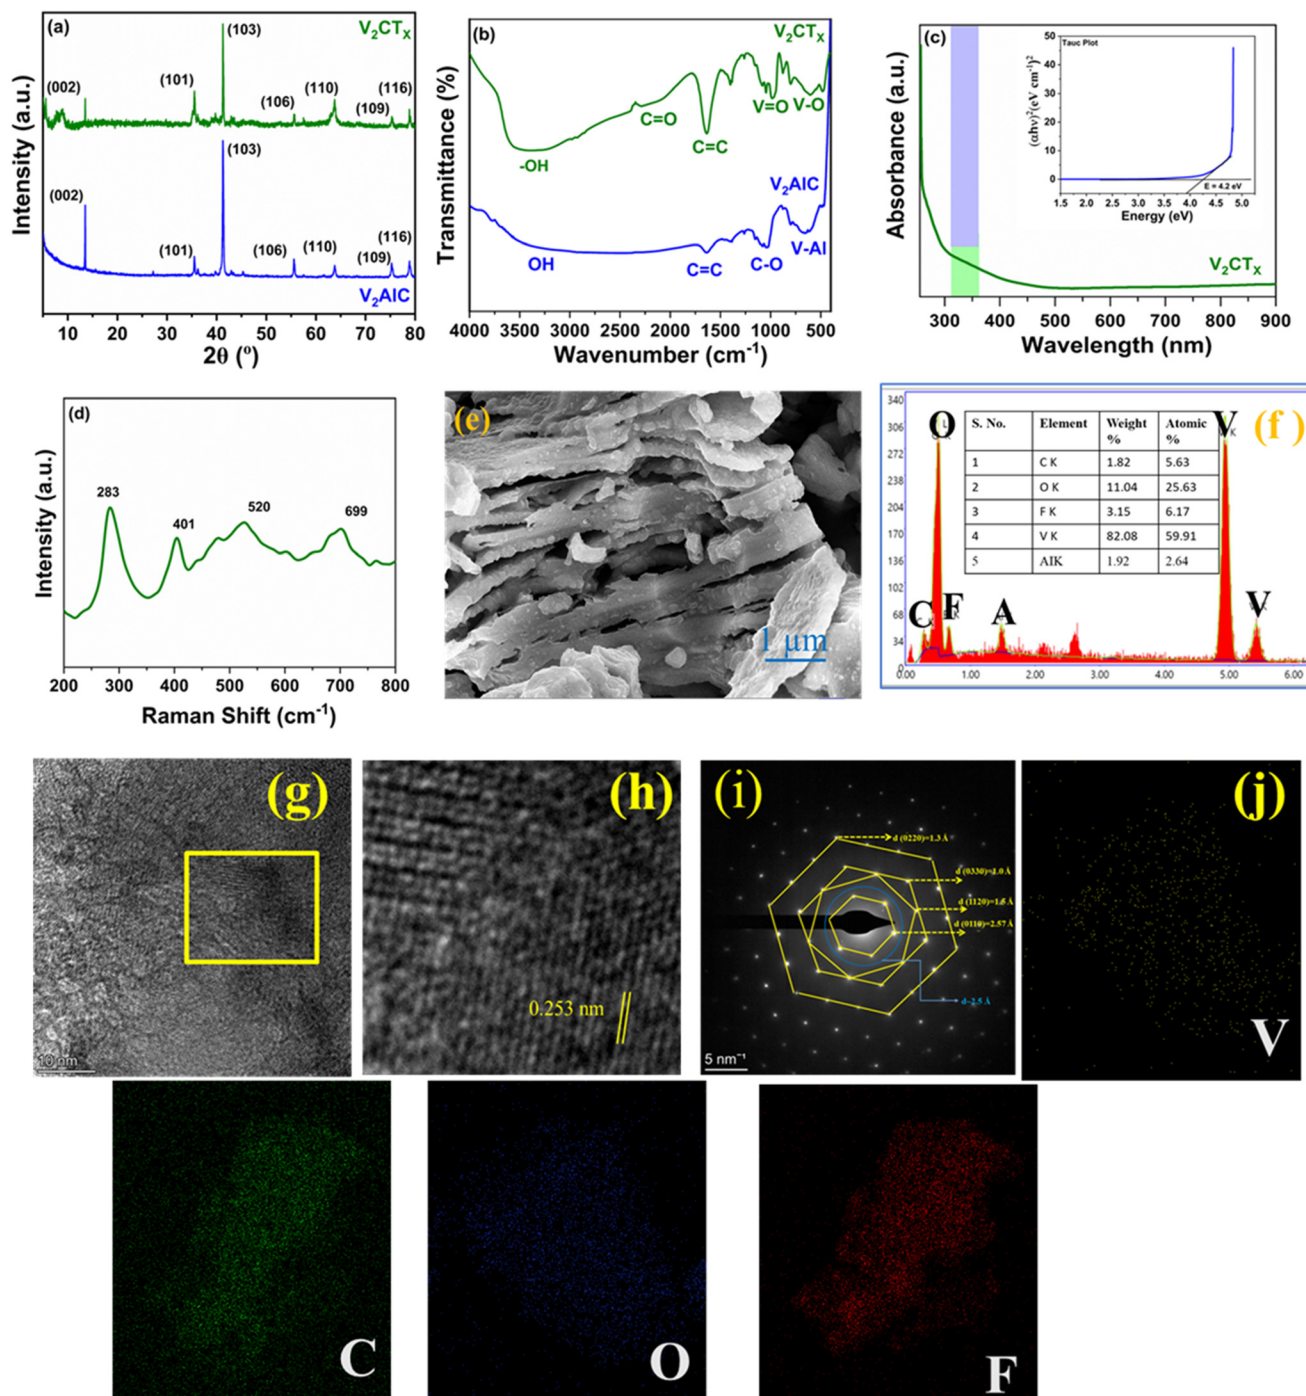 (a)
V₂CTₓ
(103)
(002)
(101)
(110)
(116)
(106)
(109)
(103)
(002)
(101)
(106)
(110)
(116)
(109)
V₂AlC
Intensity (a.u.)
10 20 30 40 50 60 70 80
2θ (º)
(b)
V₂CTₓ
C=O
V=O
V-O
-OH
C=C
V₂AlC
V-Al
OH
C=C
C-O
Transmittance (%)
4000 3500 2500 2000 1500 1000 500
Wavenumber (cm⁻¹)
(c)
Tauc Plot
(αhν)²(eV cm⁻¹)²
50
40
30
20
10
0
E = 4.2 eV
1.5 2.0 2.5 3.0 3.5 4.0 4.5 5.0
Energy (eV)
V₂CTₓ
Absorbance (a.u.)
300 400 500 600 700 800 900
Wavelength (nm)
(d)
283
401
520
699
Intensity (a.u.)
200 300 400 500 600 700 800
Raman Shift (cm⁻¹)
(e)
1 µm
(f )
340
306
272
238
204
170
136
102
68
34
0
O
V
C
F
A
V
S. No. Element Weight % Atomic %
1 C K 1.82 5.63
2 O K 11.04 25.63
3 F K 3.15 6.17
4 V K 82.08 59.91
5 AlK 1.92 2.64
0.00 1.00 2.00 3.00 4.00 5.00 6.0
(g)
10 nm
(h)
0.253 nm
(i)
d (0220)=1.3 Å
d (0330)=1.0 Å
d (1120)=1.5 Å
d (0110)=2.57 Å
d~2.5 Å
5 nm⁻¹
(j)
V
C
O
F